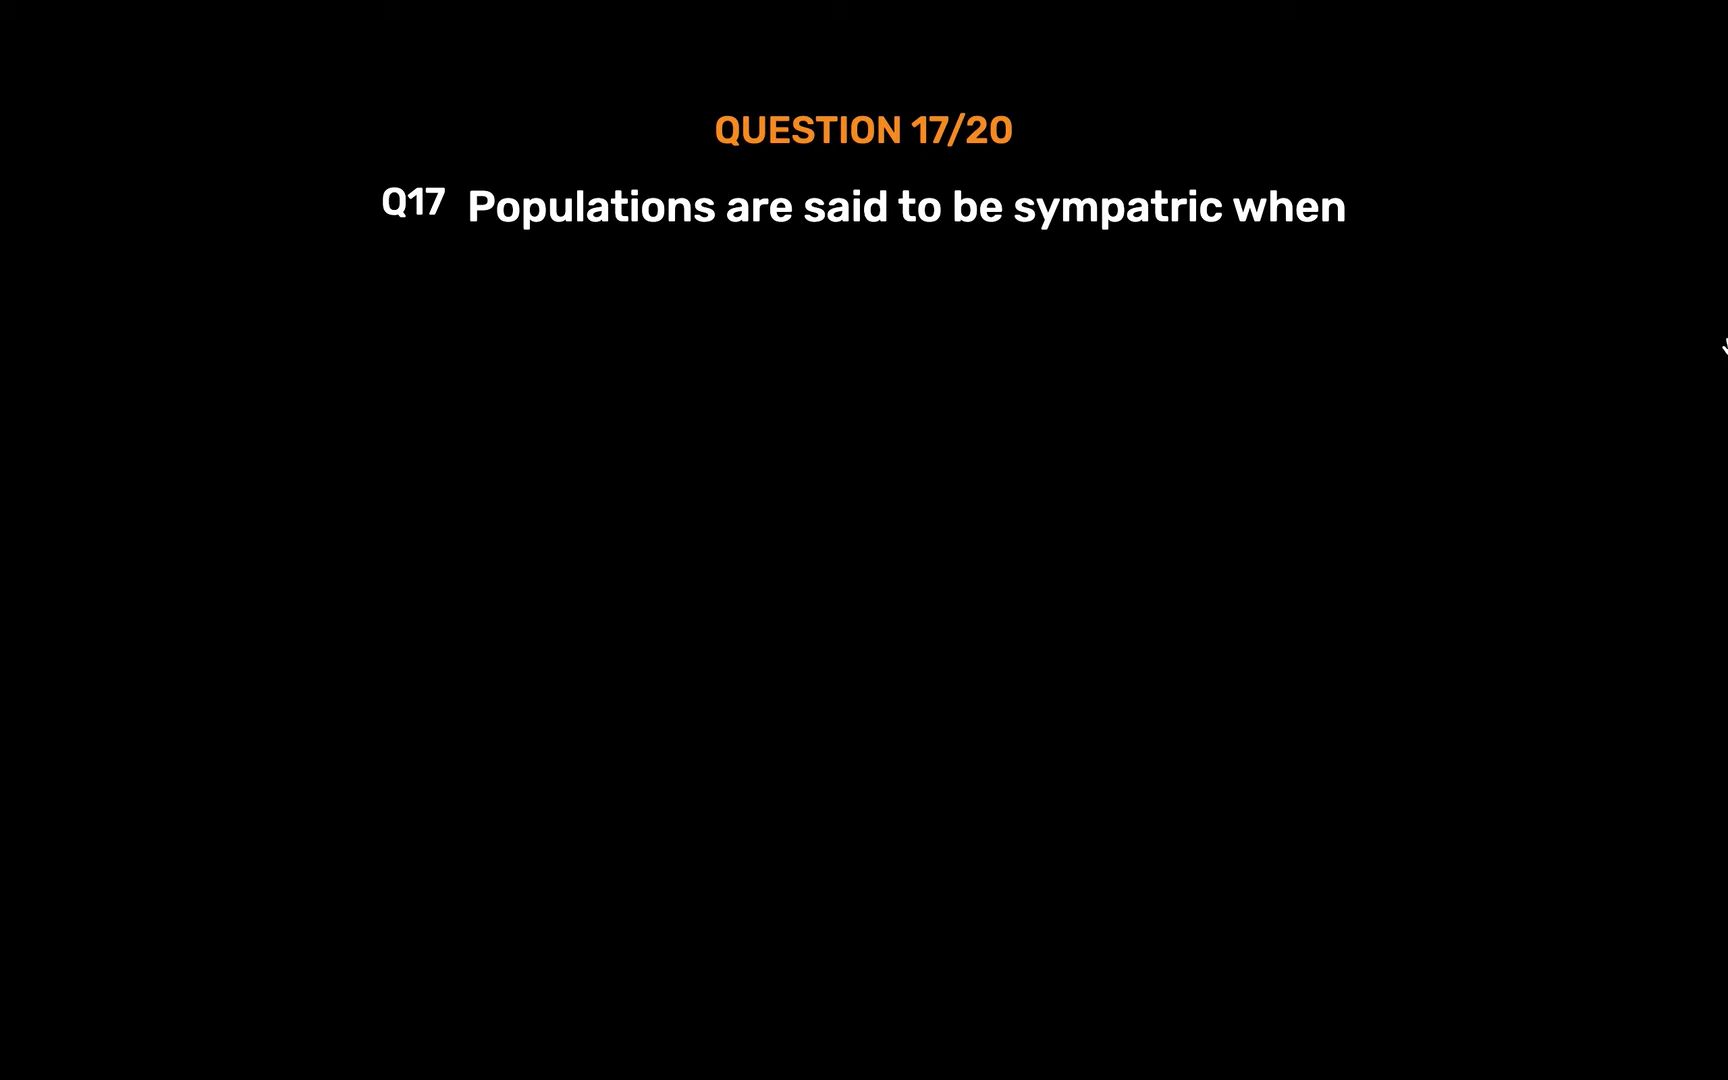 QUESTION 17/20
Q17 Populations are said to be sympatric when